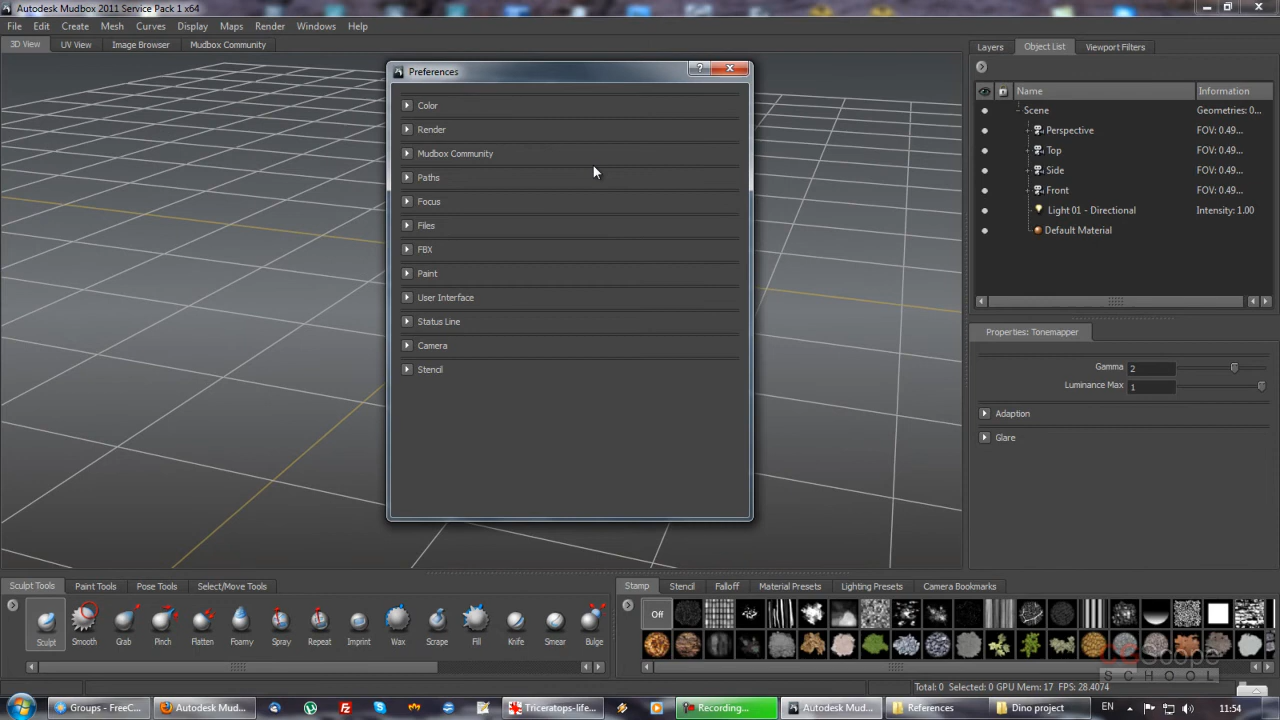 Autodesk Mudbox 2011 Service Pack 1 x64
File Edit Create Mesh Curves Display Maps Render Windows Help
3D View UV View Image Browser Mudbox Community
Layers Object List Viewport Filters
Preferences
Color
Render
Mudbox Community
Paths
Focus
Files
FBX
Paint
User Interface
Status Line
Camera
Stencil
Name Information
Scene Geometries: 0...
Perspective FOV: 0.49...
Top FOV: 0.49...
Side FOV: 0.49...
Front FOV: 0.49...
Light 01 - Directional Intensity: 1.00
Default Material
Properties: Tonemapper
Gamma 2
Luminance Max 1
Adaption
Glare
Sculpt Tools Paint Tools Pose Tools Select/Move Tools
Sculpt Smooth Grab Pinch Flatten Foamy Spray Repeat Imprint Wax Scrape Fill Knife Smear Bulge
Stamp Stencil Falloff Material Presets Lighting Presets Camera Bookmarks
Off
CGScope
SCHOOL
Total: 0 Selected: 0 GPU Mem: 17 FPS: 28.4074
Groups - FreeC... Autodesk Mud... Triceratops-life... Recording... Autodesk Mud... References Dino project EN 11:54